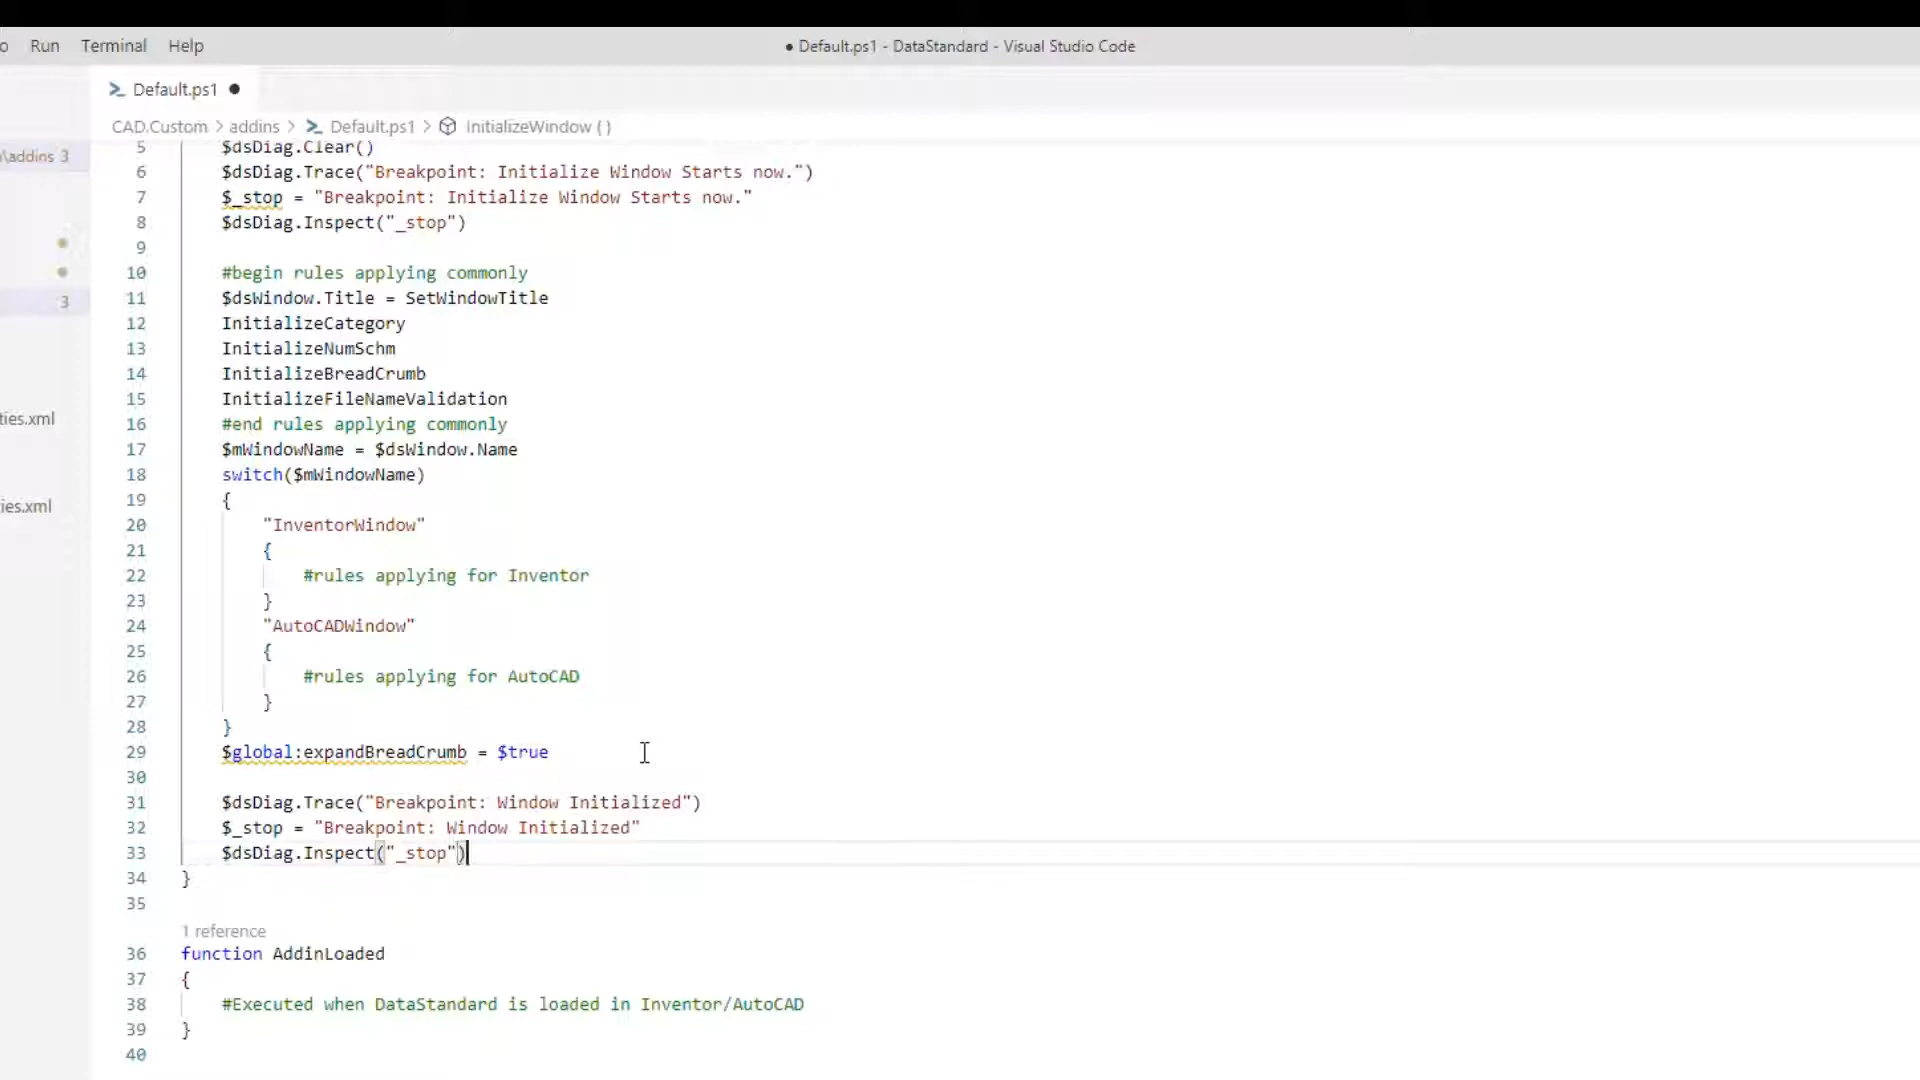 Run Terminal Help
● Default.ps1 - DataStandard - Visual Studio Code
Default.ps1 ●
CAD.Custom > addins > Default.ps1 > InitializeWindow ( )
\addins 3
3
ties.xml
ies.xml
5 $dsDiag.Clear()
6 $dsDiag.Trace("Breakpoint: Initialize Window Starts now.")
7 $_stop = "Breakpoint: Initialize Window Starts now."
8 $dsDiag.Inspect("_stop")
9
10 #begin rules applying commonly
11 $dsWindow.Title = SetWindowTitle
12 InitializeCategory
13 InitializeNumSchm
14 InitializeBreadCrumb
15 InitializeFileNameValidation
16 #end rules applying commonly
17 $mWindowName = $dsWindow.Name
18 switch($mWindowName)
19 {
20 "InventorWindow"
21 {
22 #rules applying for Inventor
23 }
24 "AutoCADWindow"
25 {
26 #rules applying for AutoCAD
27 }
28 }
29 $global:expandBreadCrumb = $true
30
31 $dsDiag.Trace("Breakpoint: Window Initialized")
32 $_stop = "Breakpoint: Window Initialized"
33 $dsDiag.Inspect("_stop")
34 }
35
1 reference
36 function AddinLoaded
37 {
38 #Executed when DataStandard is loaded in Inventor/AutoCAD
39 }
40